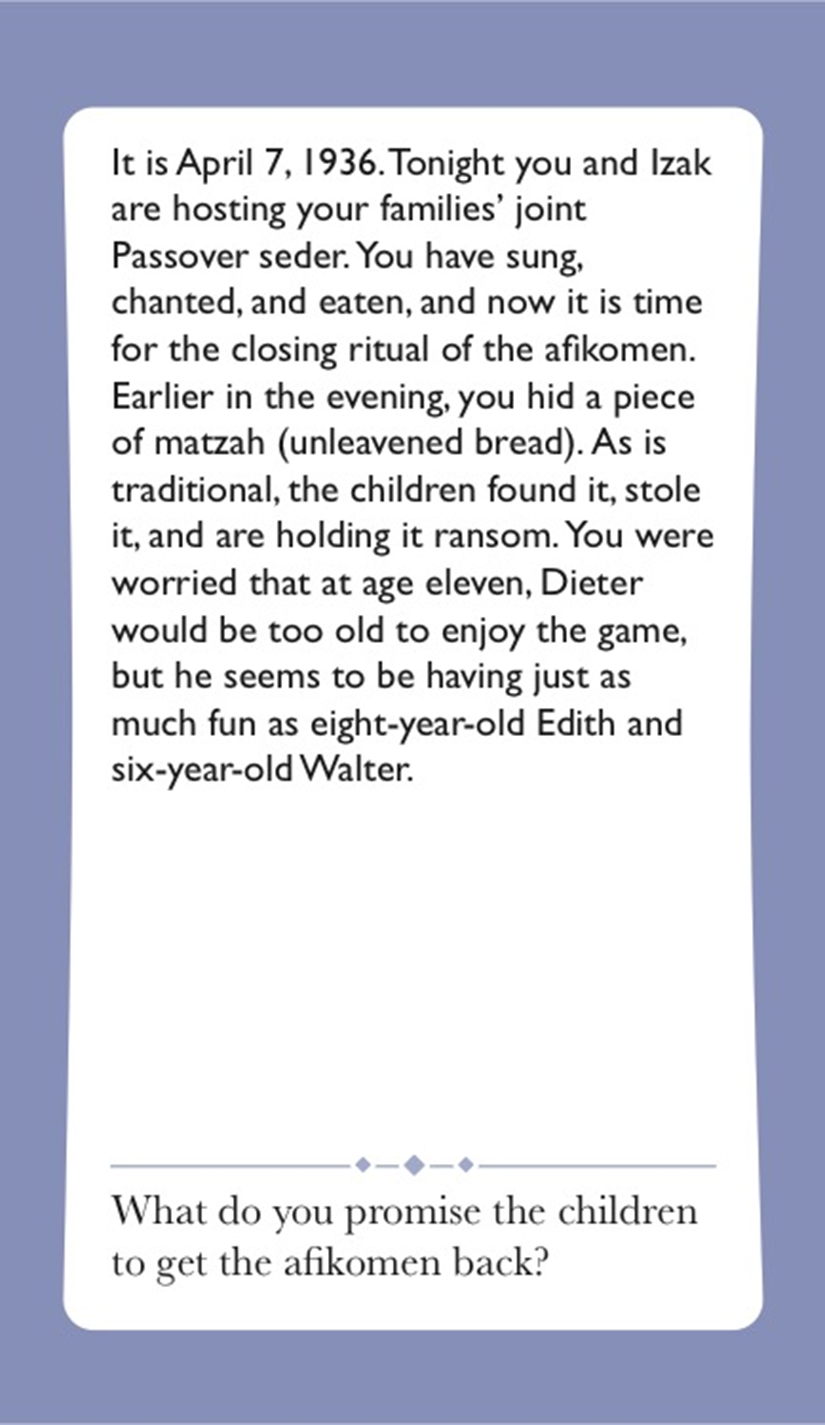 It is April 7, 1936. Tonight you and Izak
are hosting your families’ joint
Passover seder. You have sung,
chanted, and eaten, and now it is time
for the closing ritual of the afikomen.
Earlier in the evening, you hid a piece
of matzah (unleavened bread). As is
traditional, the children found it, stole
it, and are holding it ransom. You were
worried that at age eleven, Dieter
would be too old to enjoy the game,
but he seems to be having just as
much fun as eight-year-old Edith and
six-year-old Walter.
What do you promise the children
to get the afikomen back?